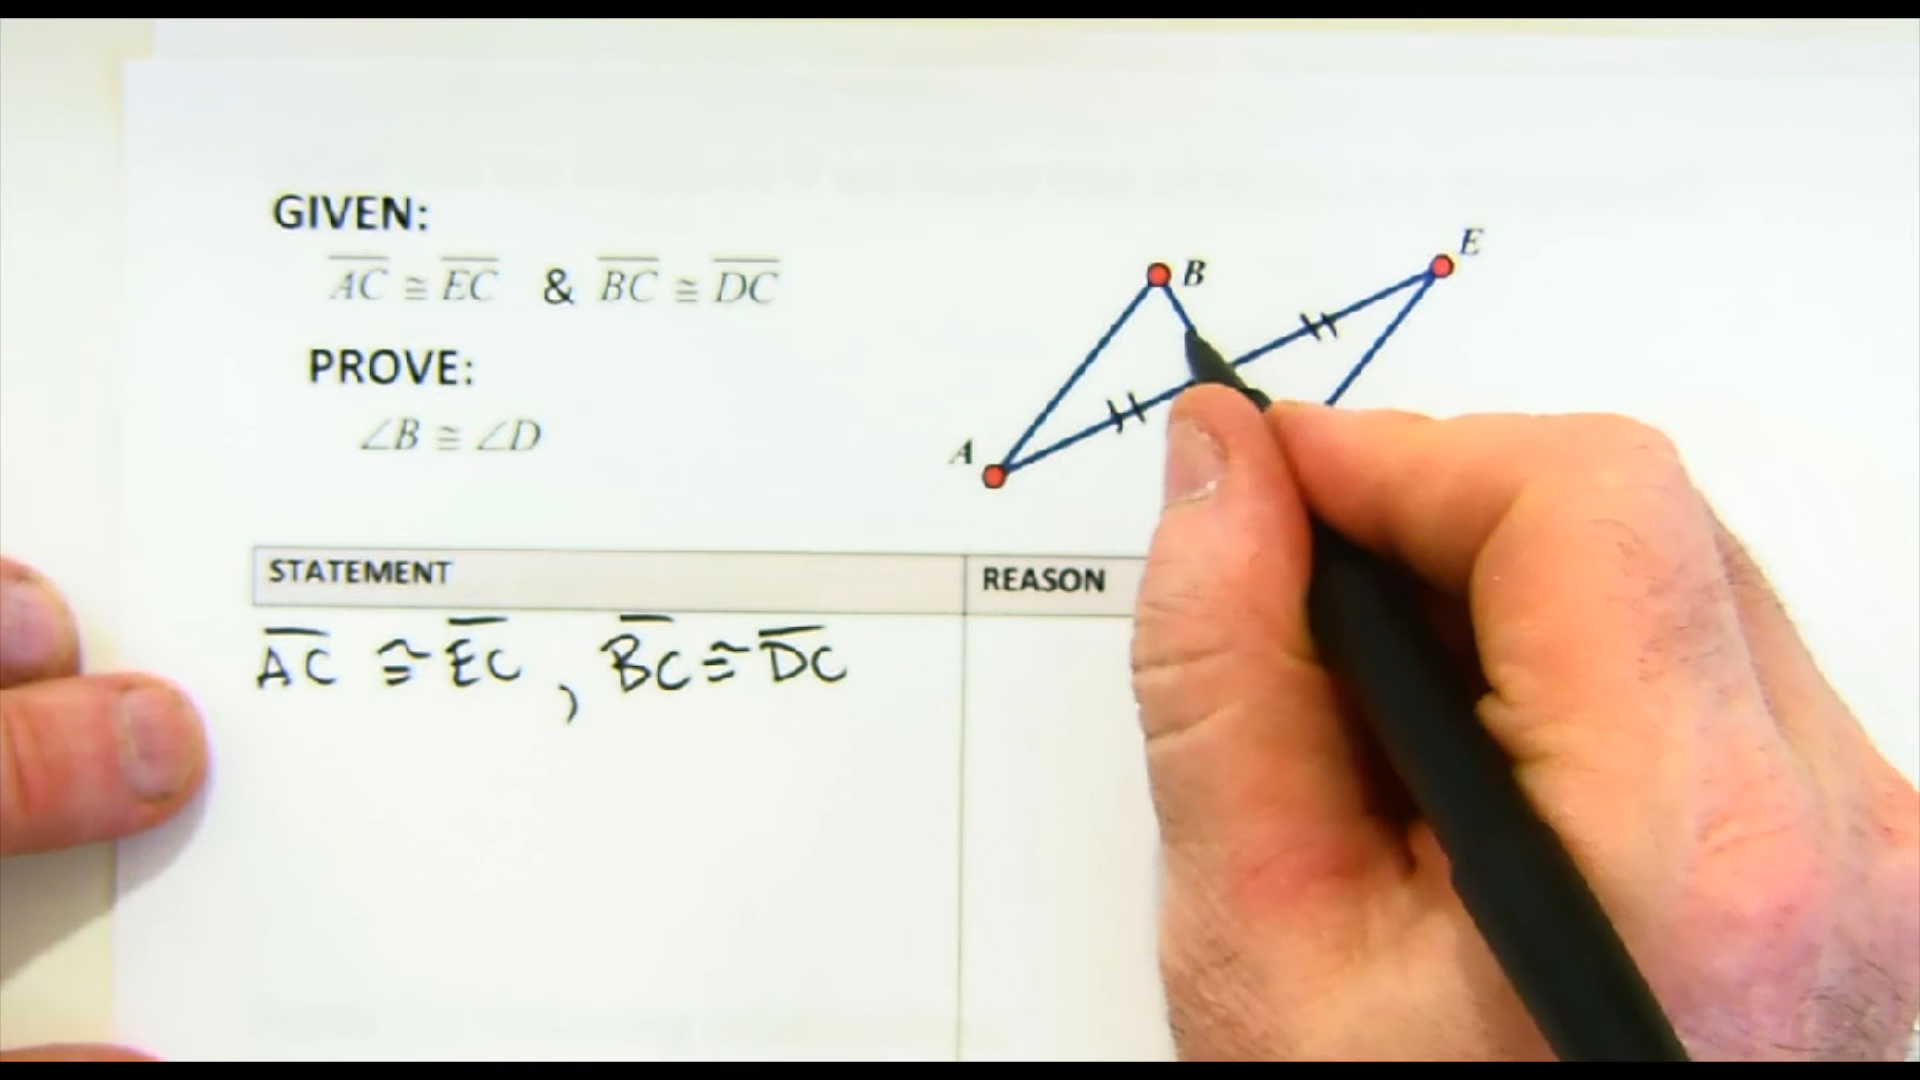 GIVEN:
AC ≅ EC & BC ≅ DC
PROVE:
∠B ≅ ∠D
B
E
A
STATEMENT REASON
AC ≅ EC , BC ≅ DC